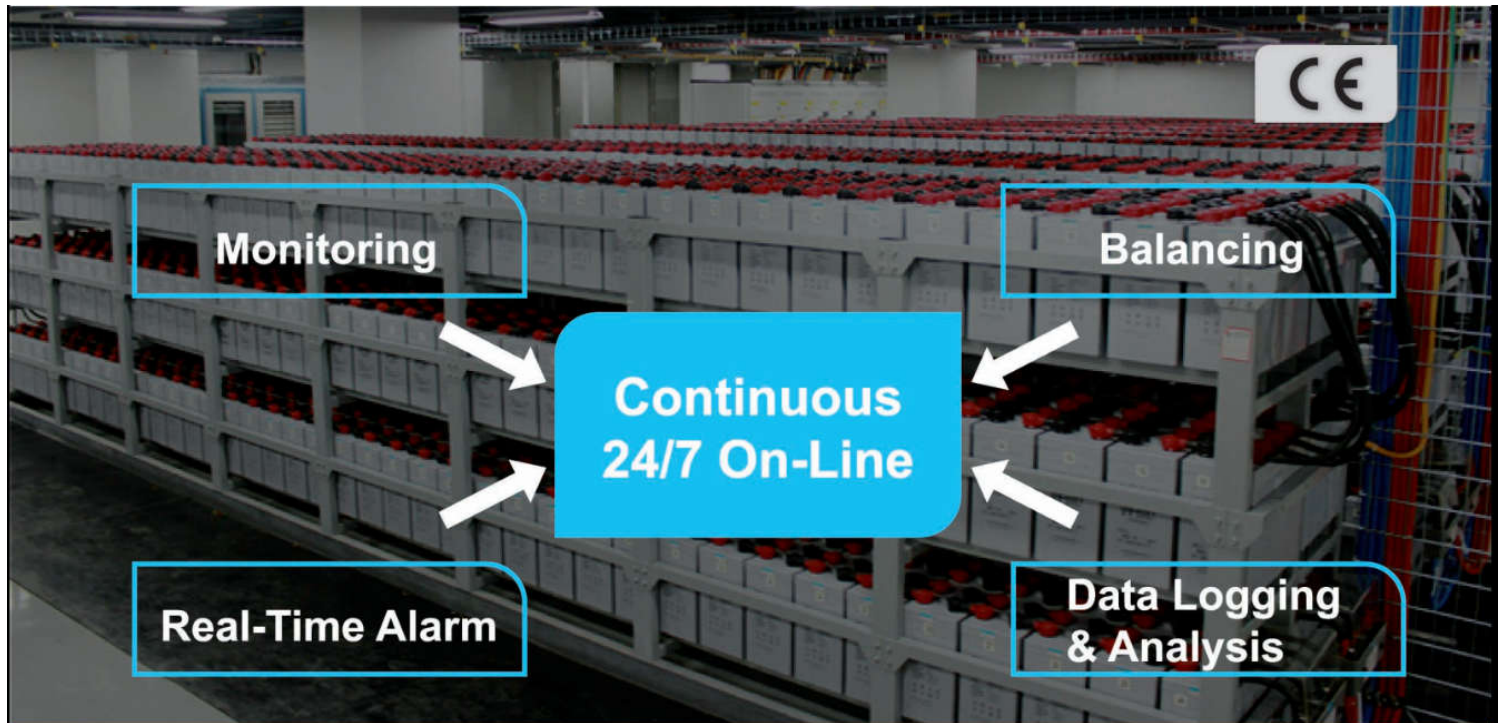 CE
Monitoring
Balancing
Continuous
24/7 On-Line
Real-Time Alarm
Data Logging
& Analysis